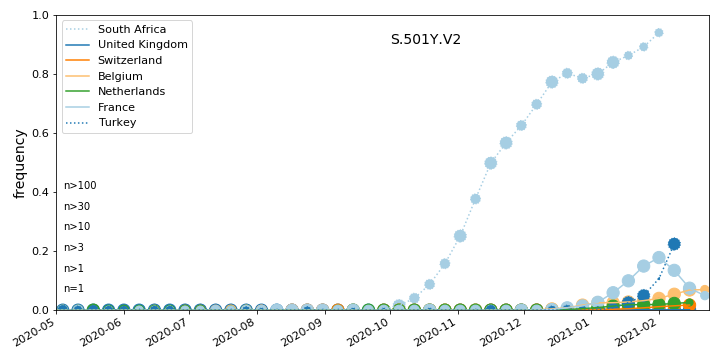 S.501Y.V2
South Africa
United Kingdom
Switzerland
Belgium
Netherlands
France
Turkey
n>100
n>30
n>10
n>3
n>1
n=1
frequency
1.0
0.8
0.6
0.4
0.2
0.0
2020-05
2020-06
2020-07
2020-08
2020-09
2020-10
2020-11
2020-12
2021-01
2021-02